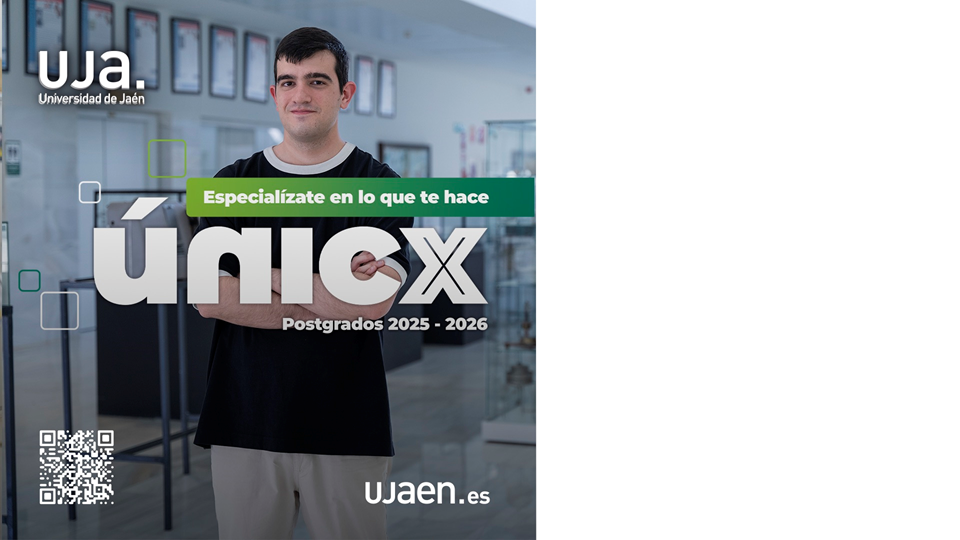 UJa.
Universidad de Jaén
Especialízate en lo que te hace
únicx
Postgrados 2025 - 2026
ujaen.es